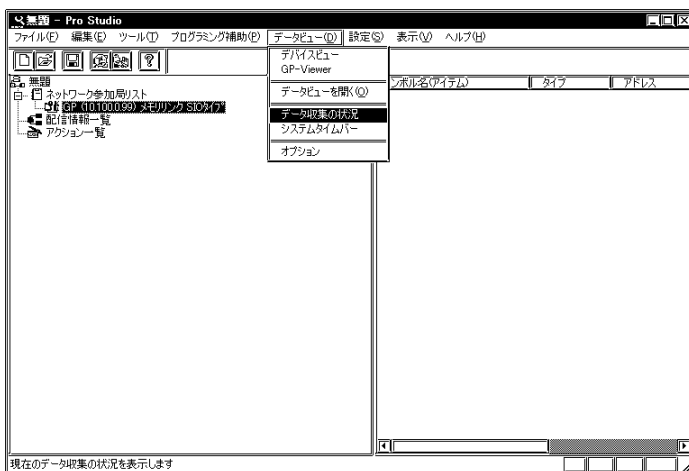 無題 – Pro Studio
ファイル(F) 編集(E) ツール(T) プログラミング補助(P) データビュー(D) 設定(S) 表示(V) ヘルプ(H)
デバイスビュー
GP-Viewer
データビューを開く(O)
データ収集の状況
システムタイムバー
オプション
無題
ネットワーク参加局リスト
GP (10.100.0.99) メモリリンク SIOタイプ
配信情報一覧
アクション一覧
ンボル名(アイテム) タイプ アドレス
現在のデータ収集の状況を表示します